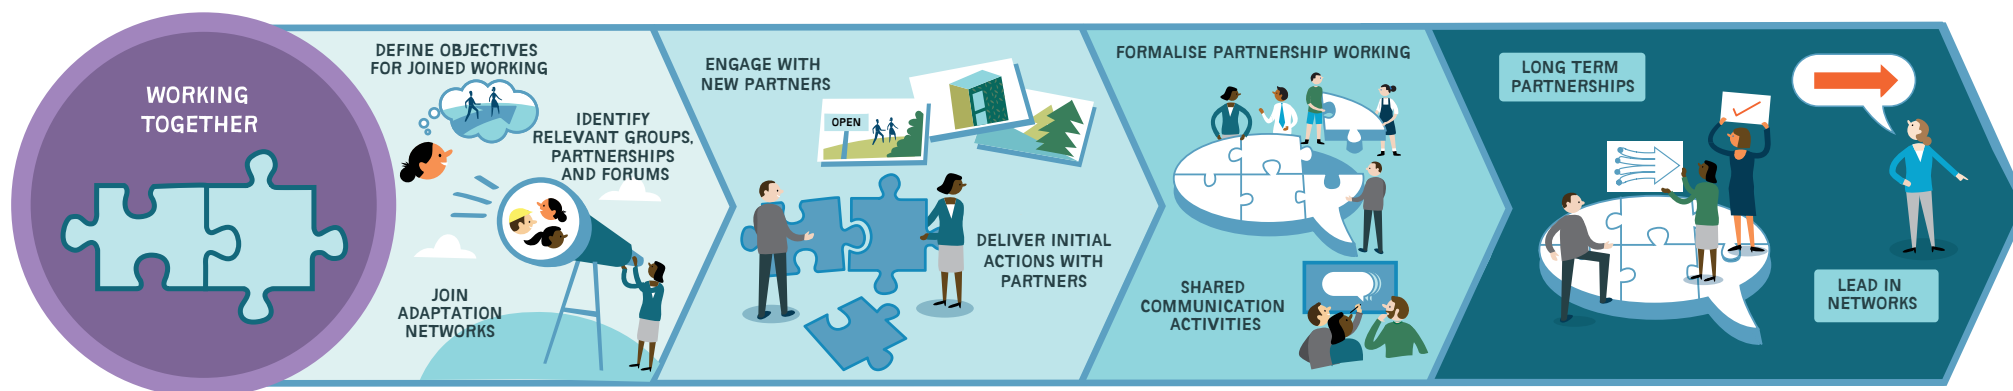 WORKING
TOGETHER
DEFINE OBJECTIVES
FOR JOINED WORKING
IDENTIFY
RELEVANT GROUPS,
PARTNERSHIPS
AND FORUMS
JOIN
ADAPTATION
NETWORKS
ENGAGE WITH
NEW PARTNERS
OPEN
DELIVER INITIAL
ACTIONS WITH
PARTNERS
FORMALISE PARTNERSHIP WORKING
SHARED
COMMUNICATION
ACTIVITIES
LONG TERM
PARTNERSHIPS
LEAD IN
NETWORKS